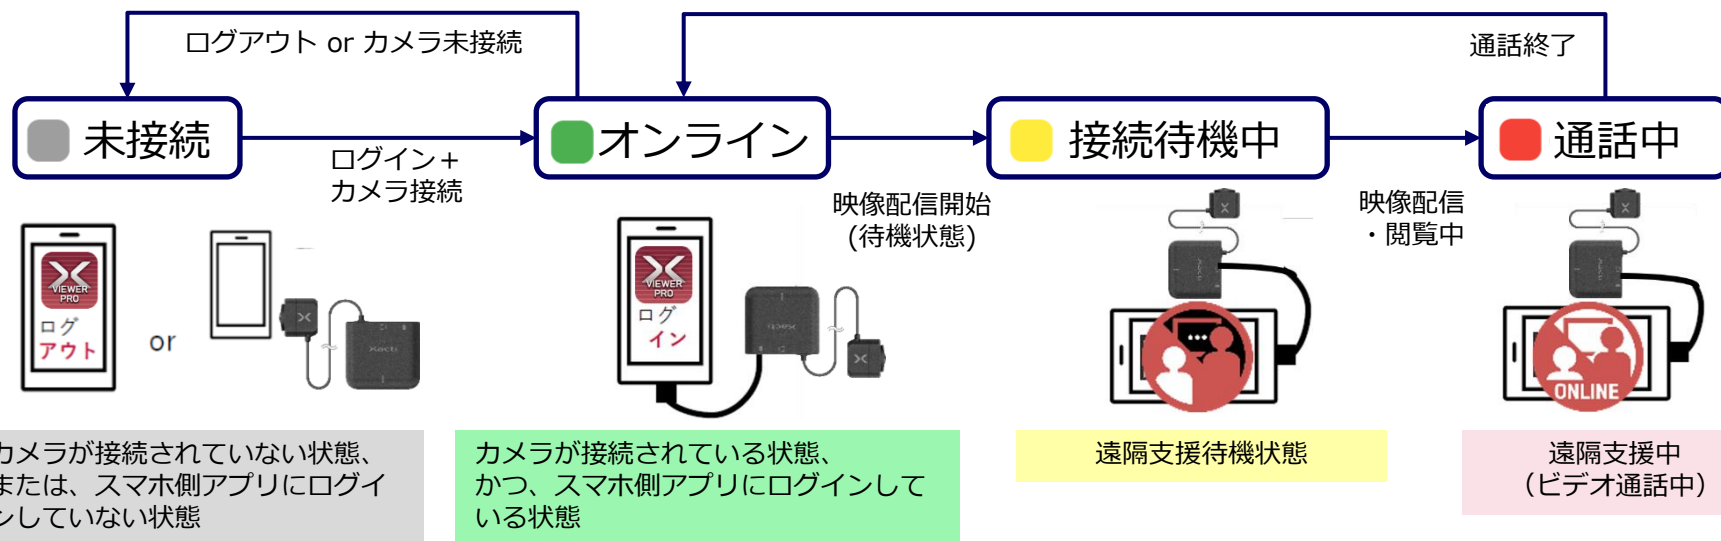 ログアウト or カメラ未接続
通話終了
未接続
オンライン
接続待機中
通話中
ログイン＋
カメラ接続
映像配信開始
(待機状態)
映像配信
・閲覧中
VIEWER
PRO
ログ
アウト
or
Xacti
VIEWER
PRO
ログ
イン
Xacti
Xacti
Xacti
ONLINE
カメラが接続されていない状態、
または、スマホ側アプリにログイ
ンしていない状態
カメラが接続されている状態、
かつ、スマホ側アプリにログインして
いる状態
遠隔支援待機状態
遠隔支援中
（ビデオ通話中）